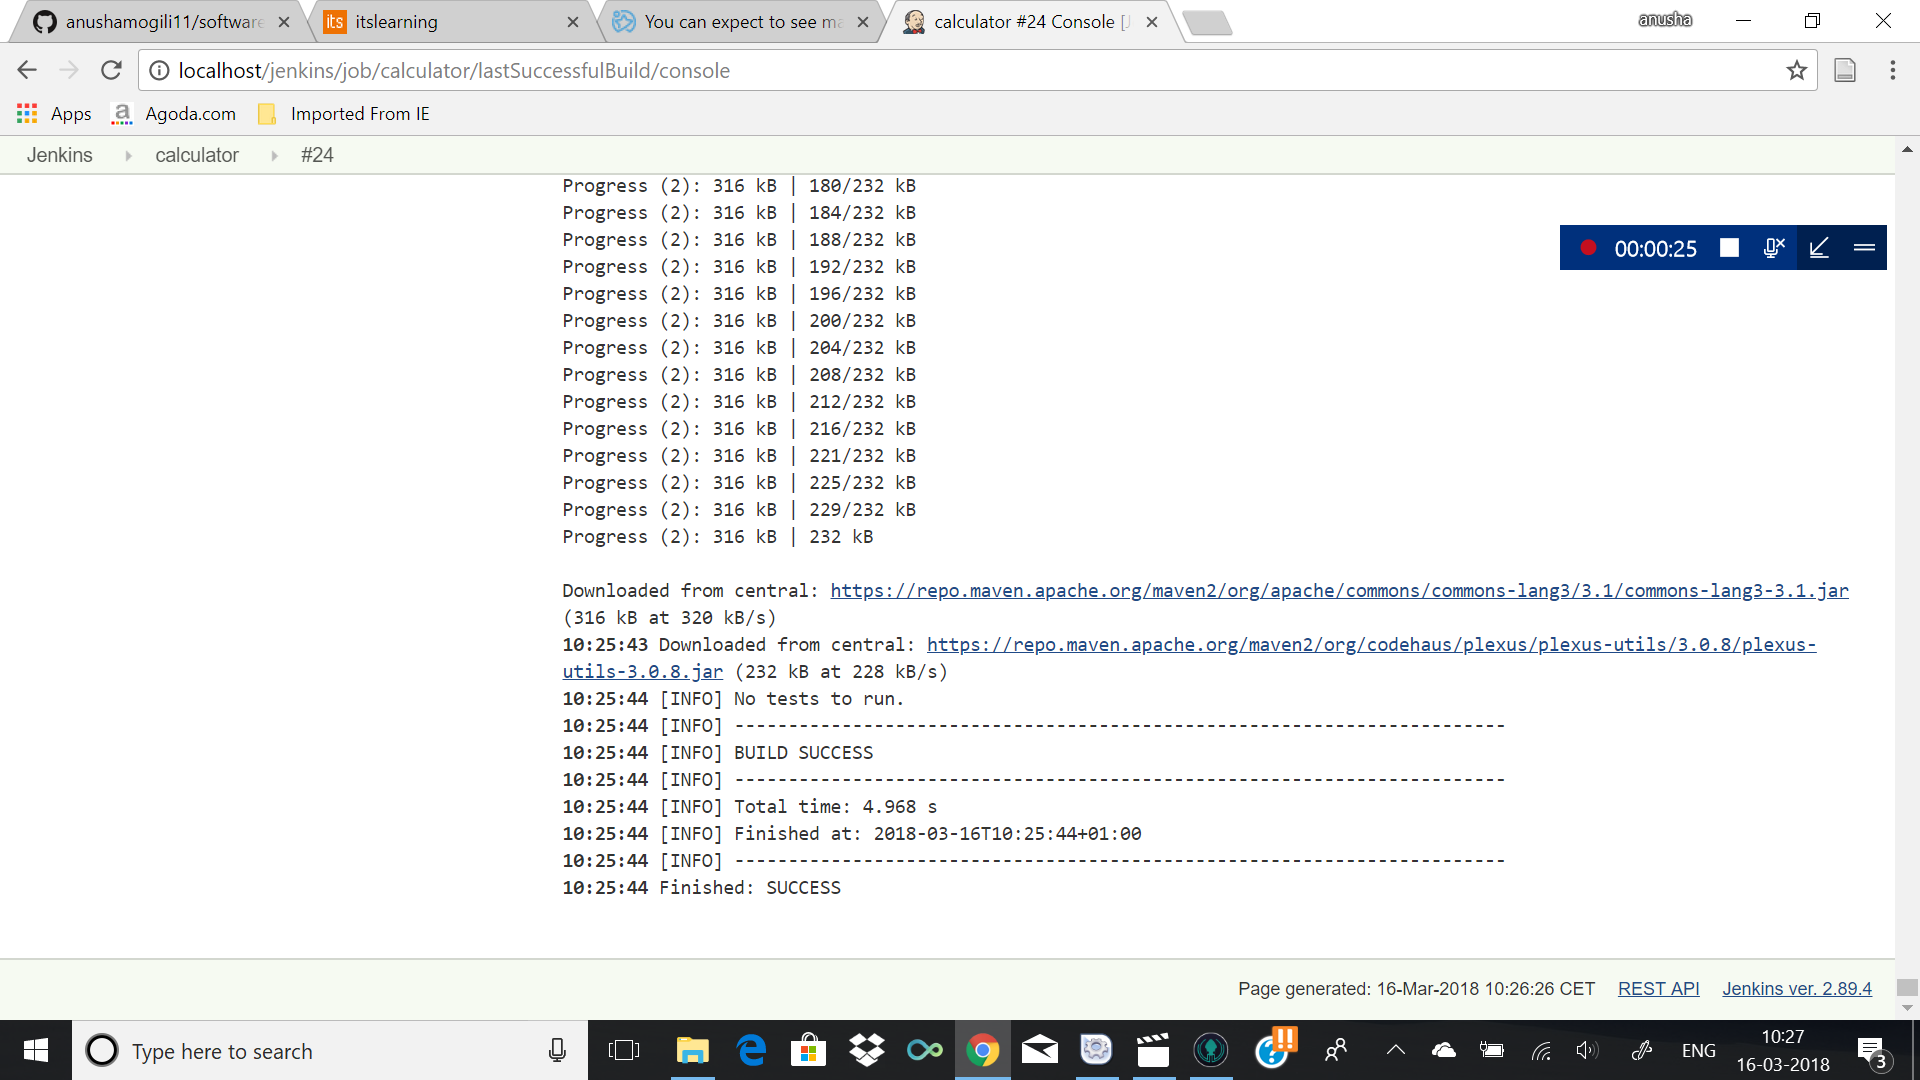 anushamogili11/software
itslearning
You can expect to see ma
calculator #24 Console [J
anusha
localhost/jenkins/job/calculator/lastSuccessfulBuild/console
Apps
a Agoda.com
Imported From IE
Jenkins
calculator
#24
Progress (2): 316 kB | 180/232 kB
Progress (2): 316 kB | 184/232 kB
Progress (2): 316 kB | 188/232 kB
Progress (2): 316 kB | 192/232 kB
Progress (2): 316 kB | 196/232 kB
Progress (2): 316 kB | 200/232 kB
Progress (2): 316 kB | 204/232 kB
Progress (2): 316 kB | 208/232 kB
Progress (2): 316 kB | 212/232 kB
Progress (2): 316 kB | 216/232 kB
Progress (2): 316 kB | 221/232 kB
Progress (2): 316 kB | 225/232 kB
Progress (2): 316 kB | 229/232 kB
Progress (2): 316 kB | 232 kB
00:00:25
Downloaded from central: https://repo.maven.apache.org/maven2/org/apache/commons/commons-lang3/3.1/commons-lang3-3.1.jar
(316 kB at 320 kB/s)
10:25:43 Downloaded from central: https://repo.maven.apache.org/maven2/org/codehaus/plexus/plexus-utils/3.0.8/plexus-
utils-3.0.8.jar (232 kB at 228 kB/s)
10:25:44 [INFO] No tests to run.
10:25:44 [INFO] ------------------------------------------------------------------------
10:25:44 [INFO] BUILD SUCCESS
10:25:44 [INFO] ------------------------------------------------------------------------
10:25:44 [INFO] Total time: 4.968 s
10:25:44 [INFO] Finished at: 2018-03-16T10:25:44+01:00
10:25:44 [INFO] ------------------------------------------------------------------------
10:25:44 Finished: SUCCESS
Page generated: 16-Mar-2018 10:26:26 CET
REST API
Jenkins ver. 2.89.4
Type here to search
ENG
10:27
16-03-2018
3